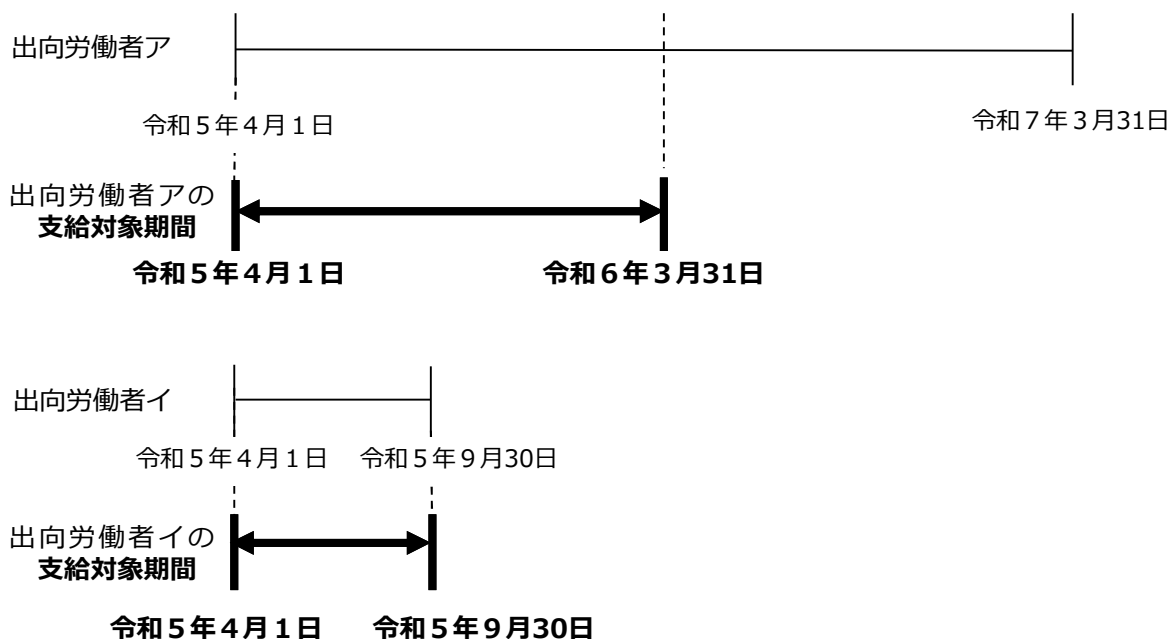 出向労働者ア
令和５年４月１日
令和７年３月31日
出向労働者アの
支給対象期間
令和５年４月１日
令和６年３月31日
出向労働者イ
令和５年４月１日
令和５年９月30日
出向労働者イの
支給対象期間
令和５年４月１日
令和５年９月30日